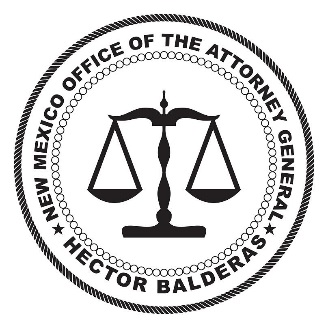 NEW MEXICO OFFICE OF THE ATTORNEY GENERAL
HECTOR BALDERAS